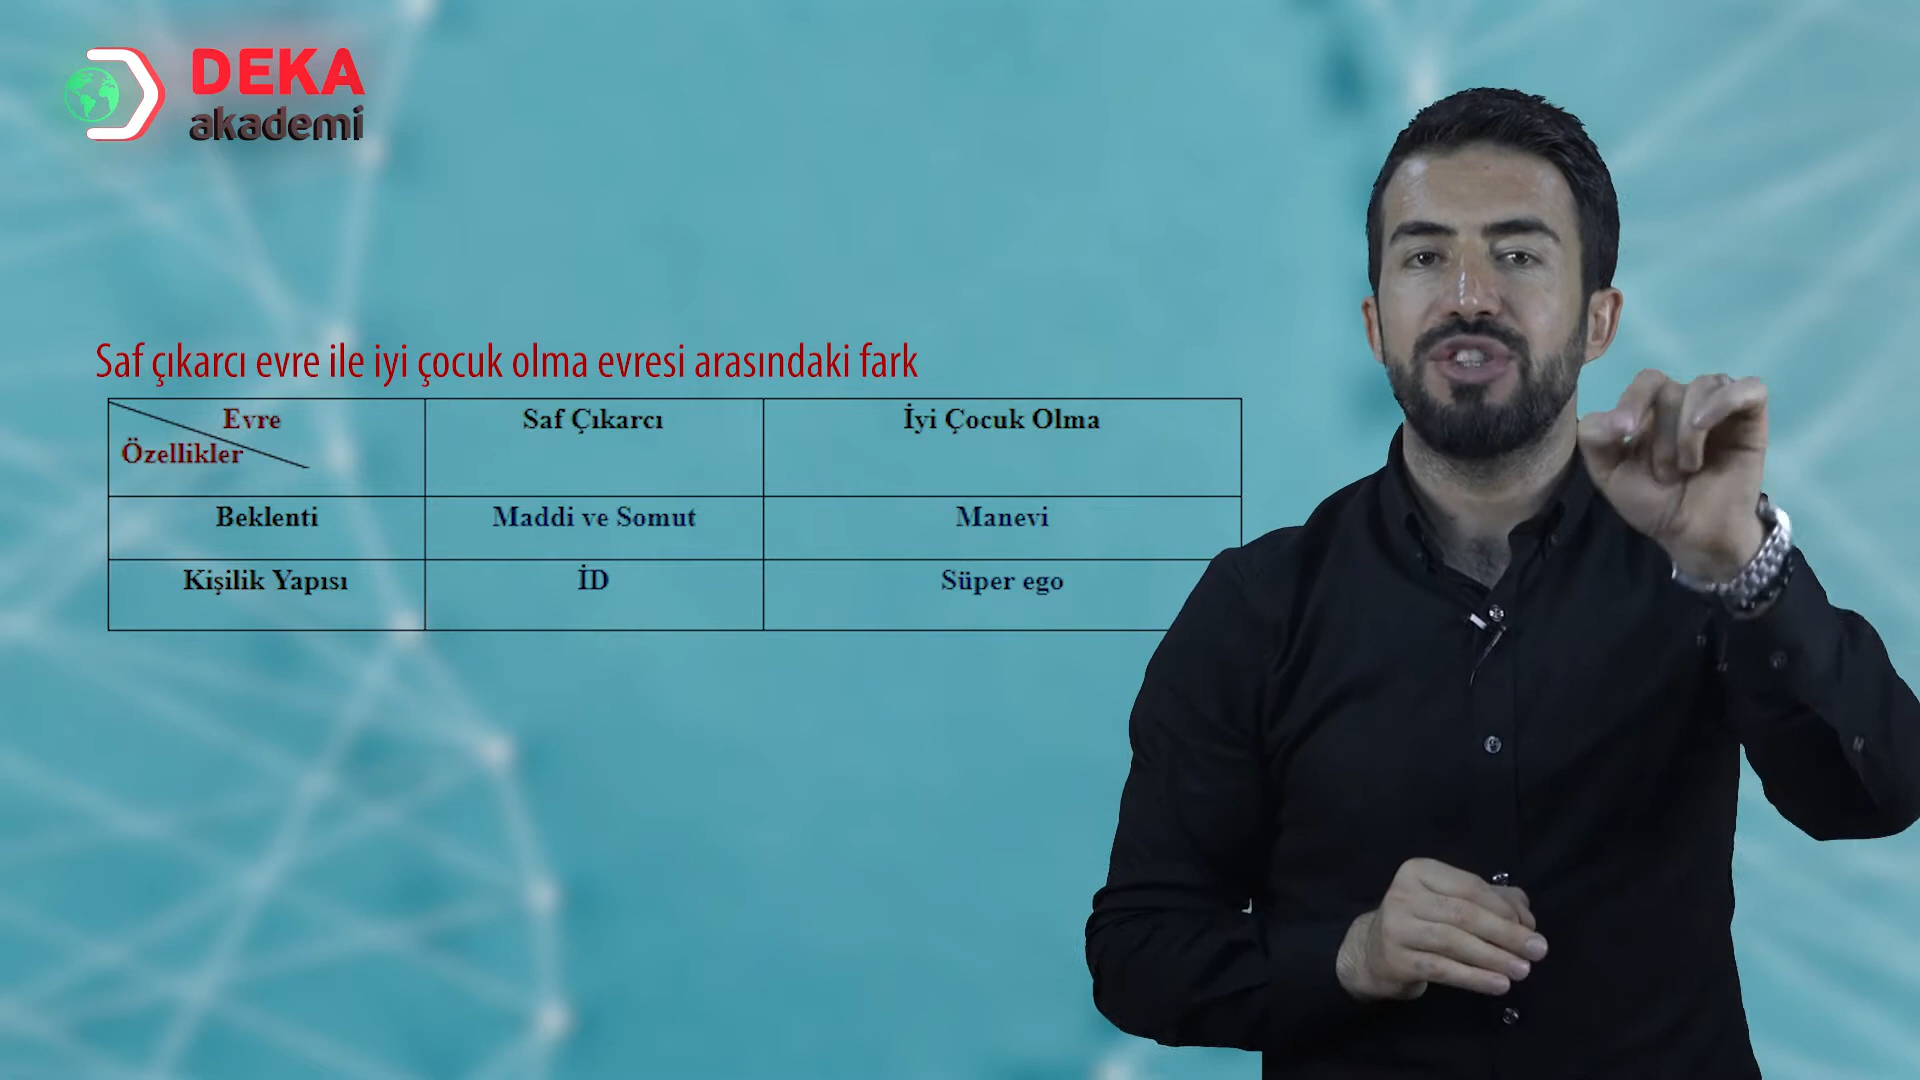 DEKA
akademi
Saf çıkarcı evre ile iyi çocuk olma evresi arasındaki fark
Evre Saf Çıkarcı İyi Çocuk Olma
Özellikler
Beklenti Maddi ve Somut Manevi
Kişilik Yapısı İD Süper ego